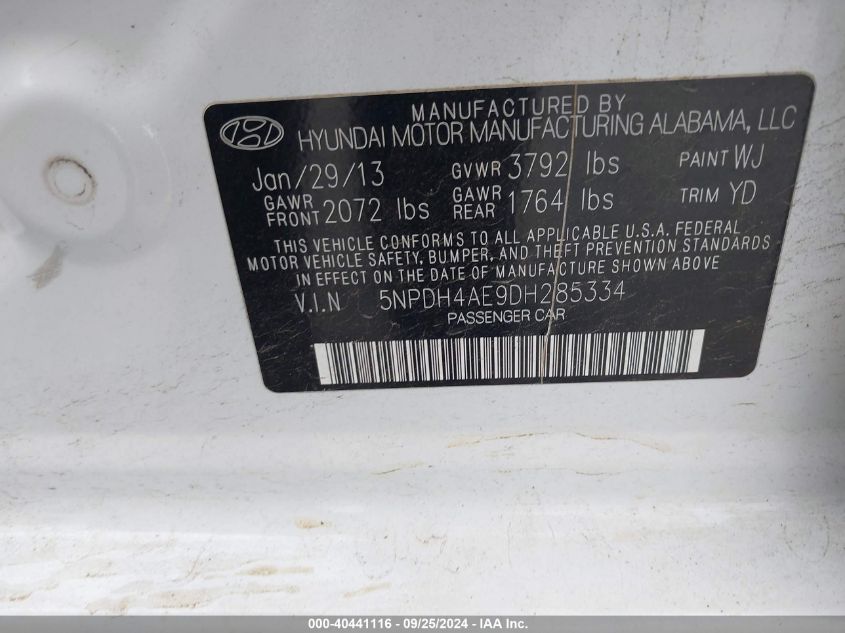 MANUFACTURED BY
HYUNDAI MOTOR MANUFACTURING ALABAMA, LLC
Jan/29/13 GVWR 3792 lbs PAINT WJ
GAWR FRONT 2072 lbs GAWR REAR 1764 lbs TRIM YD
THIS VEHICLE CONFORMS TO ALL APPLICABLE U.S.A. FEDERAL
MOTOR VEHICLE SAFETY, BUMPER, AND THEFT PREVENTION STANDARDS
IN EFFECT ON THE DATE OF MANUFACTURE SHOWN ABOVE
V.I.N 5NPDH4AE9DH285334
PASSENGER CAR
000-40441116 - 09/25/2024 - IAA Inc.